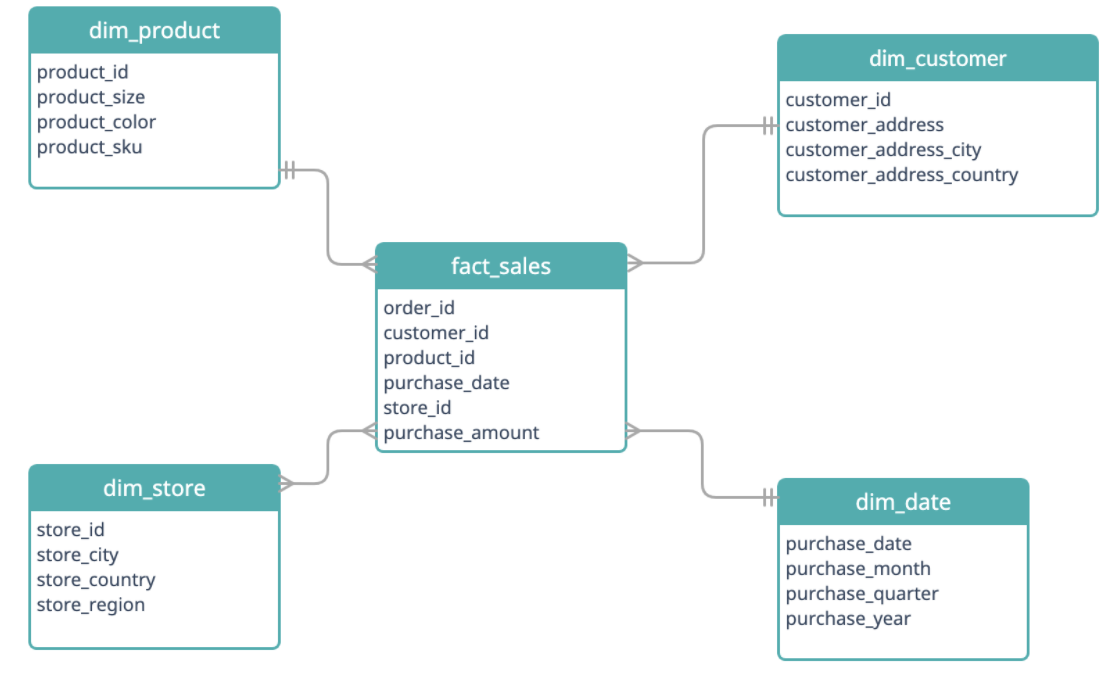 dim_product
product_id
product_size
product_color
product_sku
dim_customer
customer_id
customer_address
customer_address_city
customer_address_country
fact_sales
order_id
customer_id
product_id
purchase_date
store_id
purchase_amount
dim_store
store_id
store_city
store_country
store_region
dim_date
purchase_date
purchase_month
purchase_quarter
purchase_year